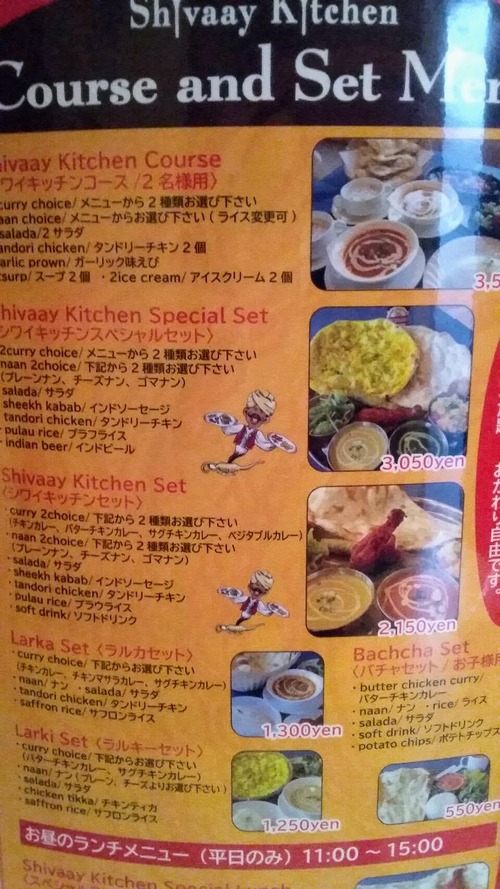 Shivaay Kitchen
Course and Set Me
hivaay Kitchen Course
ワイキッチンコース /2 名様用〉
curry choice/ メニューから 2 種類お選び下さい
aan choice/ メニューからお選び下さい ( ライス変更可 )
salada/2 サラダ
andori chicken/ タンドリーチキン 2 個
arlic prown/ ガーリック味えび
tsurp/ スープ 2 個 ・2ice cream/ アイスクリーム 2 個
3,5
hivaay Kitchen Special Set
シワイキッチンスペシャルセット〉
2curry choice/ メニューから 2 種類お選び下さい
naan 2choice/ 下記から 2 種類お選び下さい
(プレーンナン、チーズナン、ゴマナン)
salada/ サラダ
sheekh kabab/ インドソーセージ
tandori chicken/ タンドリーチキン
・pulau rice/ プラフライス
・indian beer/ インドビール
3,050yen
おかわり自由です。
Shivaay Kitchen Set
〈シワイキッチンセット〉
・curry 2choice/ 下記から 2 種類お選び下さい
(チキンカレー、バターチキンカレー、サグチキンカレー、ベジタブルカレー)
・naan 2choice/ 下記から 2 種類お選び下さい
(プレーンナン、チーズナン、ゴマナン)
・salada/ サラダ
・sheekh kabab/ インドソーセージ
・tandori chicken/ タンドリーチキン
・pulau rice/ プラウライス
・soft drink/ ソフトドリンク
2,150yen
Larka Set 〈ラルカセット〉
・curry choice/ 下記からお選び下さい
(チキンカレー、チキンマサラカレー、サグチキンカレー)
・naan/ ナン ・salada/ サラダ
・tandori chicken/ タンドリーチキン
・saffron rice/ サフロンライス
1,300yen
Larki Set 〈ラルキーセット〉
・curry choice/ 下記からお選び下さい
(バターチキンカレー、サグチキンカレー)
・naan/ ナン (プレーン、チーズよりお選び下さい )
・salada/ サラダ
・chicken tikka/ チキンティカ
・saffron rice/ サフロンライス
1,250yen
Bachcha Set
〈バチャセット / お子様用
・butter chicken curry/
バターチキンカレー
・naan/ ナン ・rice/ ライス
・salada/ サラダ
・soft drink/ ソフトドリンク
・potato chips/ ポテトチップス
550yen
お昼のランチメニュー（平日のみ）11:00 ～ 15:00
Shivaay Kitchen Special Lunch